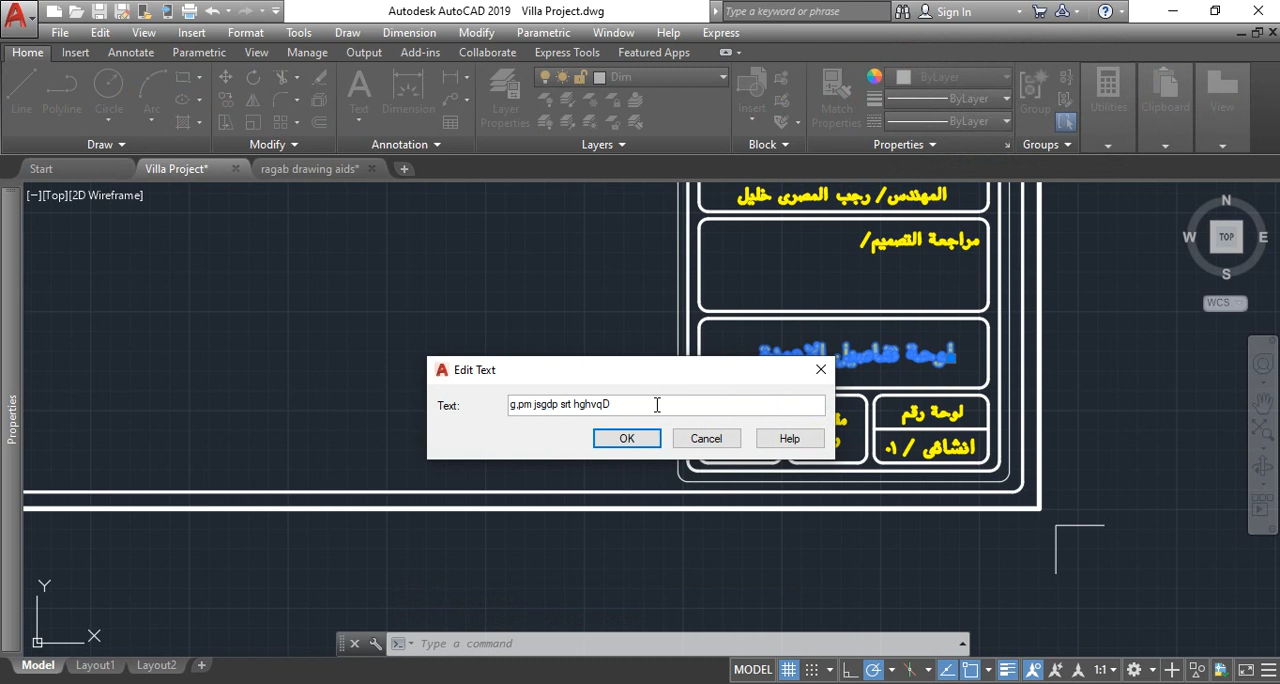 Autodesk AutoCAD 2019 Villa Project.dwg
Type a keyword or phrase
Sign In
File Edit View Insert Format Tools Draw Dimension Modify Parametric Window Help Express
Home Insert Annotate Parametric View Manage Output Add-ins Collaborate Express Tools Featured Apps
Dim
ByLayer
Line Polyline Circle Arc
Text Dimension
Layer Properties
Insert
Match Properties
ByLayer
ByLayer
Group
Utilities
Clipboard
View
Draw Modify Annotation Layers Block Properties Groups
Start Villa Project* ragab drawing aids*
[−][Top][2D Wireframe]
N
W TOP E
S
WCS
المهندس/ رجب المصرى خليل
مراجعة التصميم/
لوحة تفاصيل الاعمدة
لوحة رقم
انشائى / ٠١
Properties
Edit Text
Text: g,pm jsgdp srt hghvqD
OK Cancel Help
Y
X
Type a command
Model Layout1 Layout2
MODEL 1:1